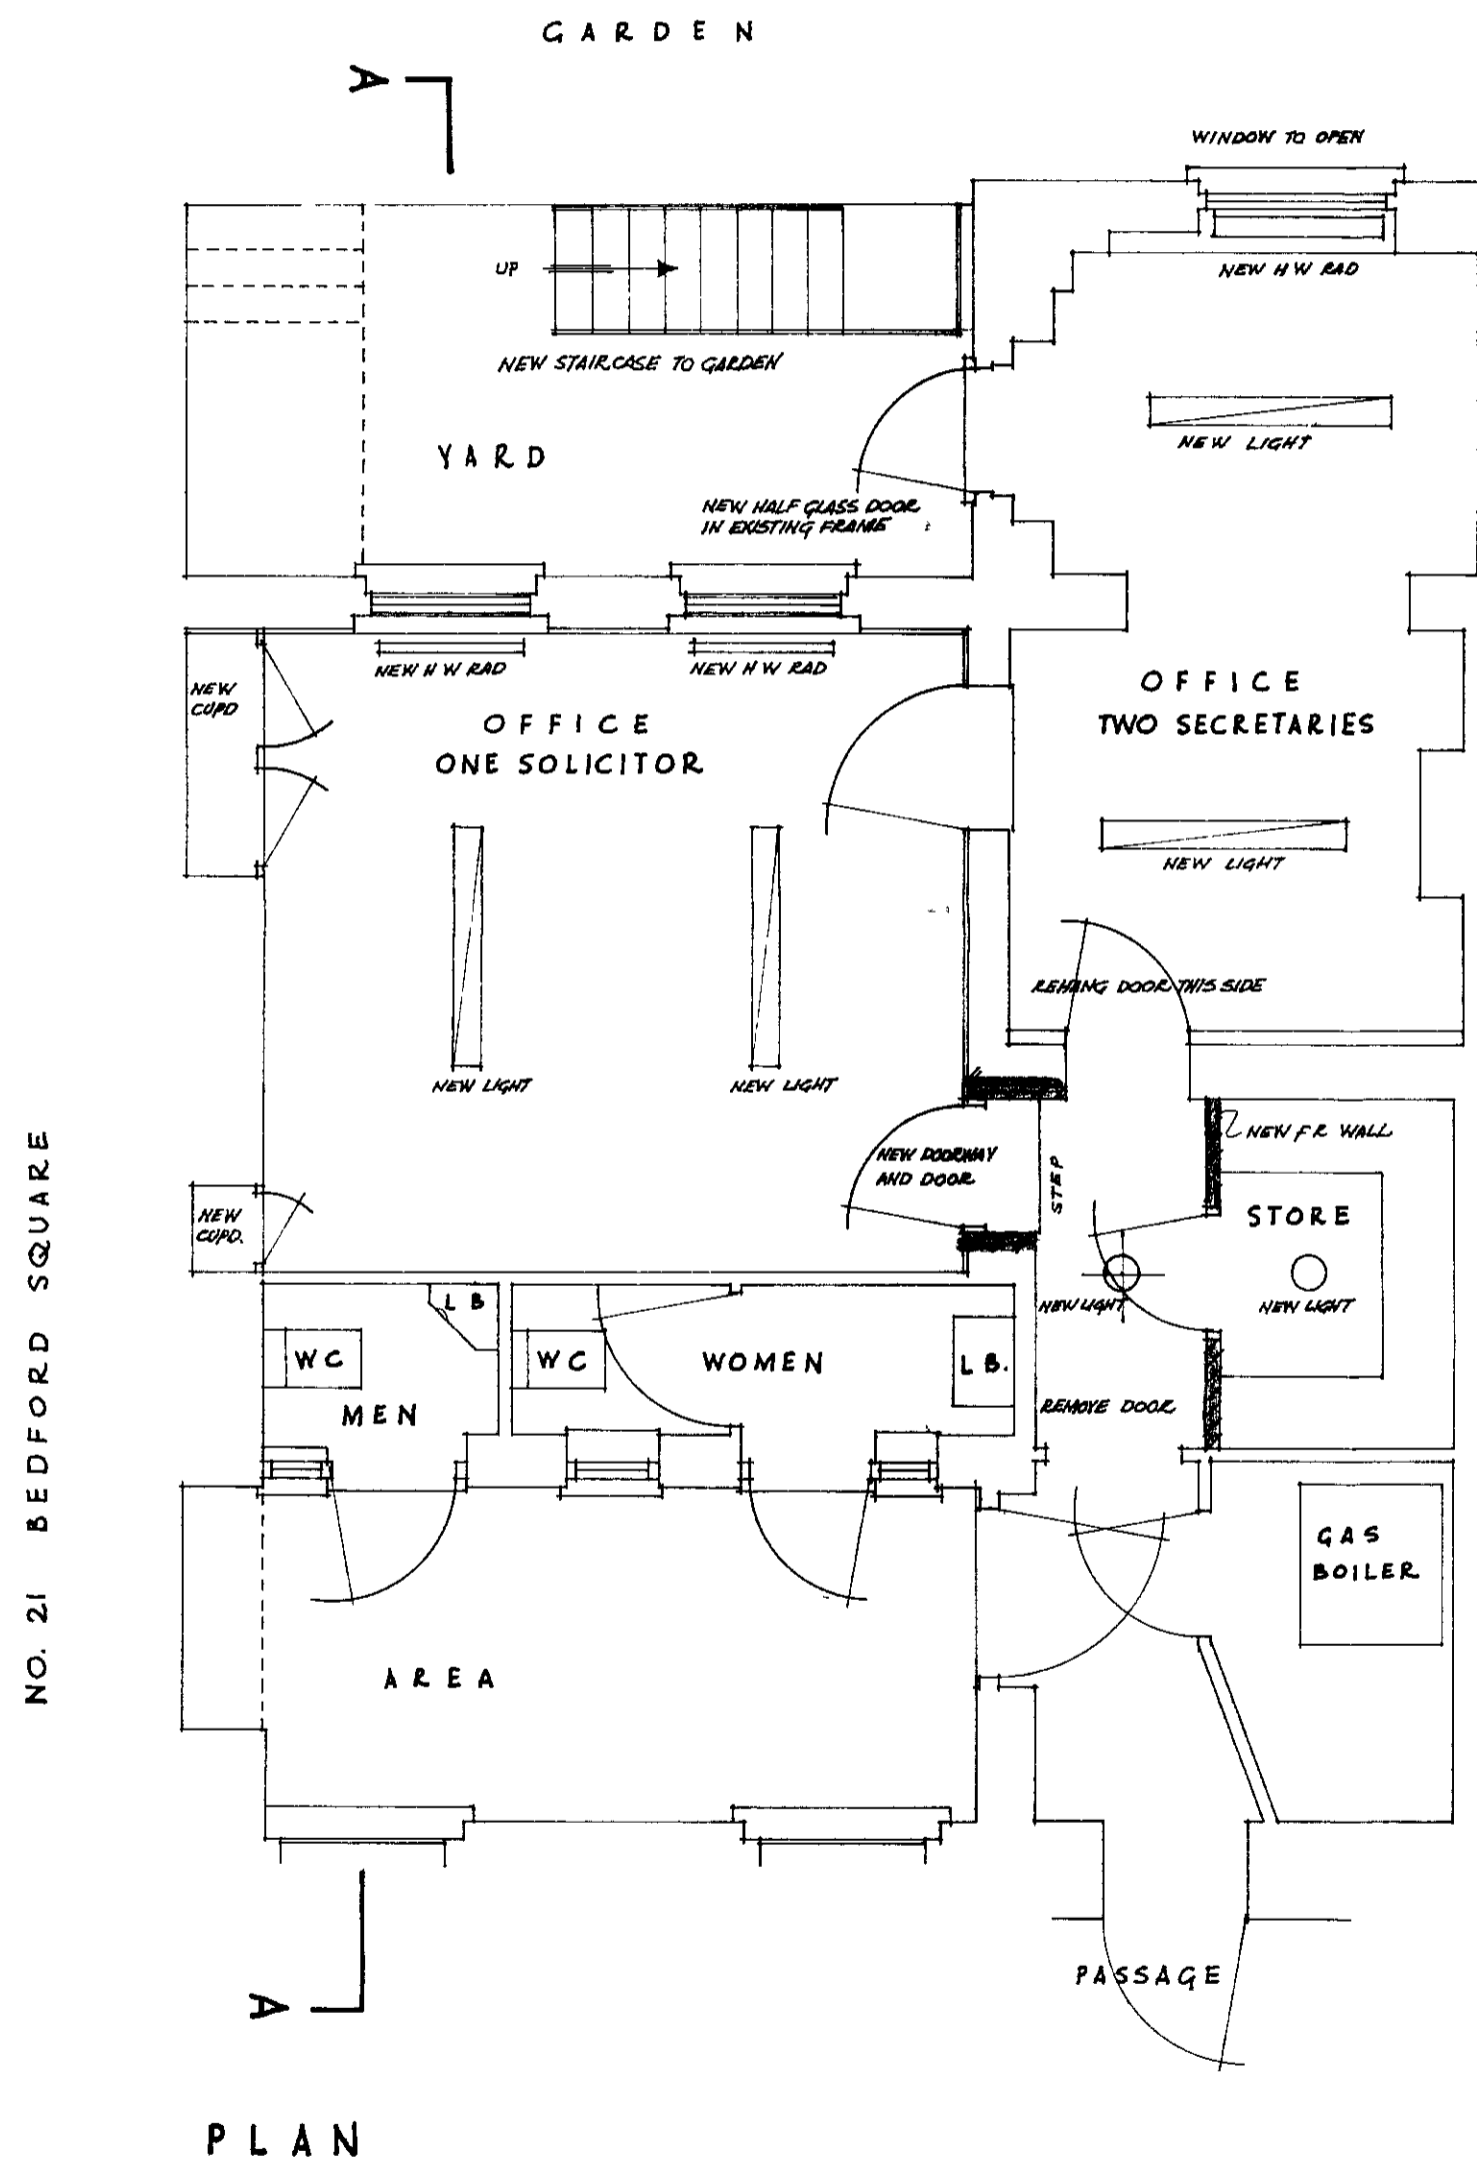 GARDEN
A
WINDOW TO OPEN
NEW H W RAD
UP
NEW STAIRCASE TO GARDEN
NEW LIGHT
YARD
NEW HALF GLASS DOOR
IN EXISTING FRAME
NEW H W RAD
NEW H W RAD
NEW
CUPD
OFFICE
ONE SOLICITOR
OFFICE
TWO SECRETARIES
NEW LIGHT
REHANG DOOR THIS SIDE
NEW LIGHT
NEW LIGHT
NEW DOORWAY
AND DOOR
STEP
NEW FR WALL
STORE
NEW
CUPD.
NEW LIGHT
NEW LIGHT
L B
WC
MEN
WC
WOMEN
L B.
REMOVE DOOR
GAS
BOILER
AREA
NO. 21 BEDFORD SQUARE
A
PASSAGE
PLAN